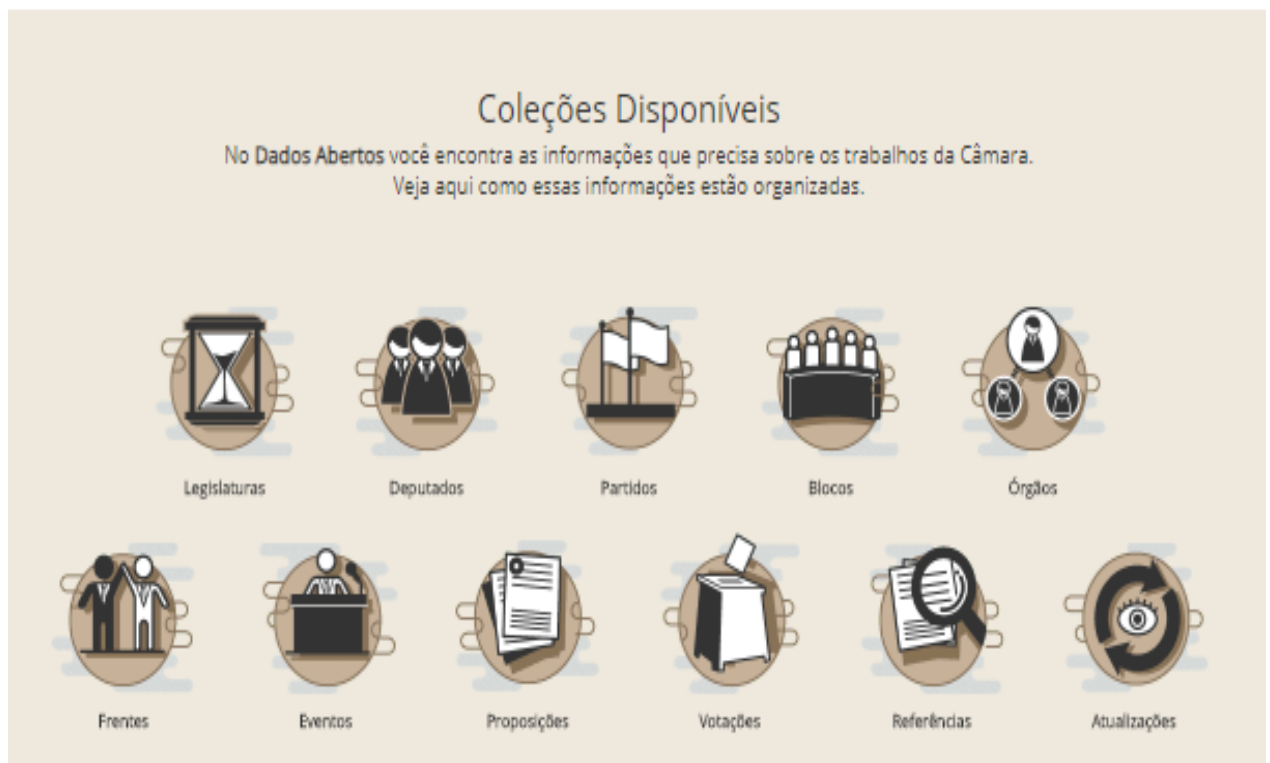 Coleções Disponíveis
No Dados Abertos você encontra as informações que precisa sobre os trabalhos da Câmara.
Veja aqui como essas informações estão organizadas.
Legislaturas
Deputados
Partidos
Blocos
Órgãos
Frentes
Eventos
Proposições
Votações
Referências
Atualizações